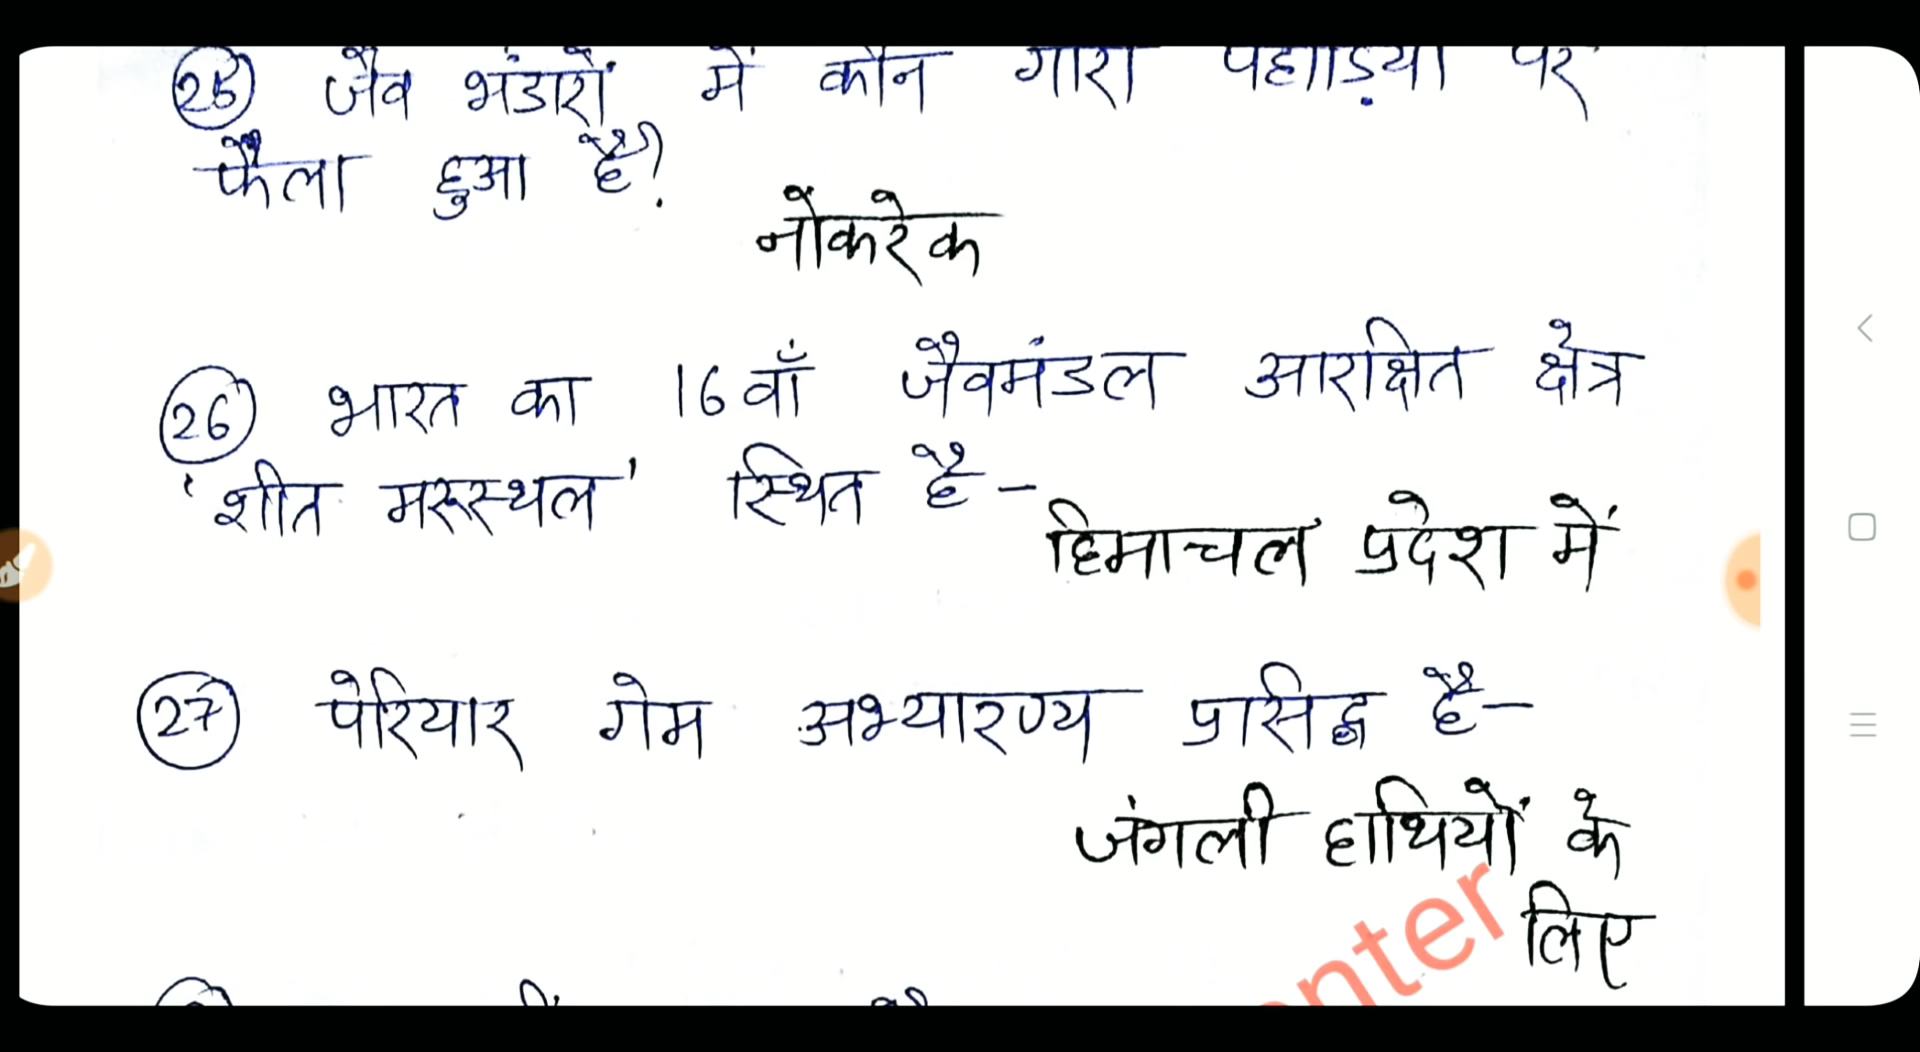 25 जैव भंडारों में कौन गारो पहाड़ियों पर
फैला हुआ है?
नोकरेक
26 भारत का 16वाँ जैवमंडल आरक्षित क्षेत्र
'शीत मरूस्थल' स्थित है-
हिमाचल प्रदेश में
27 पेरियार गेम अभ्यारण्य प्रसिद्ध है-
जंगली हाथियों के
लिए
nter